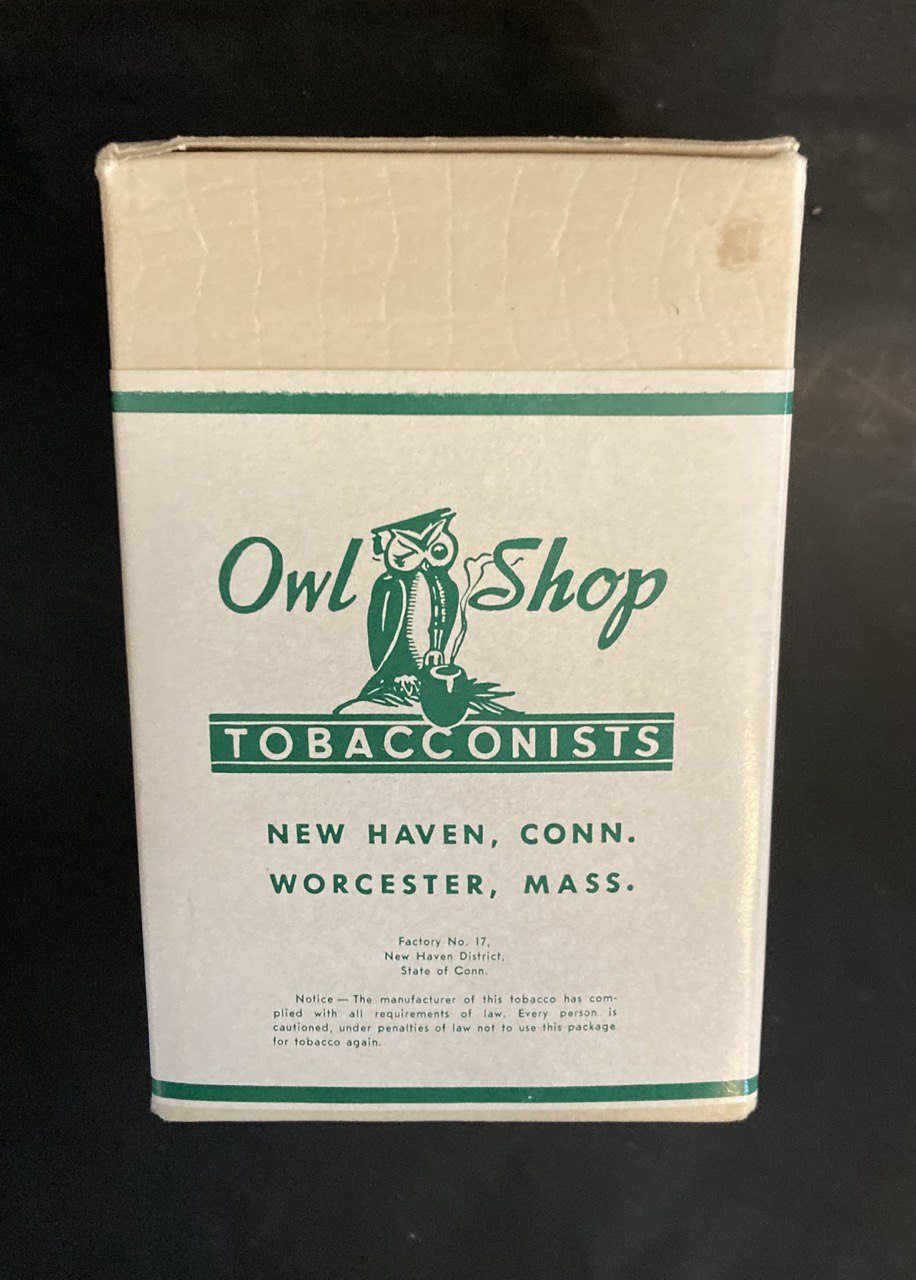 Owl Shop
TOBACCONISTS
NEW HAVEN, CONN.
WORCESTER, MASS.
Factory No. 17,
New Haven District,
State of Conn.
Notice — The manufacturer of this tobacco has com-
plied with all requirements of law. Every person is
cautioned, under penalties of law not to use this package
for tobacco again.